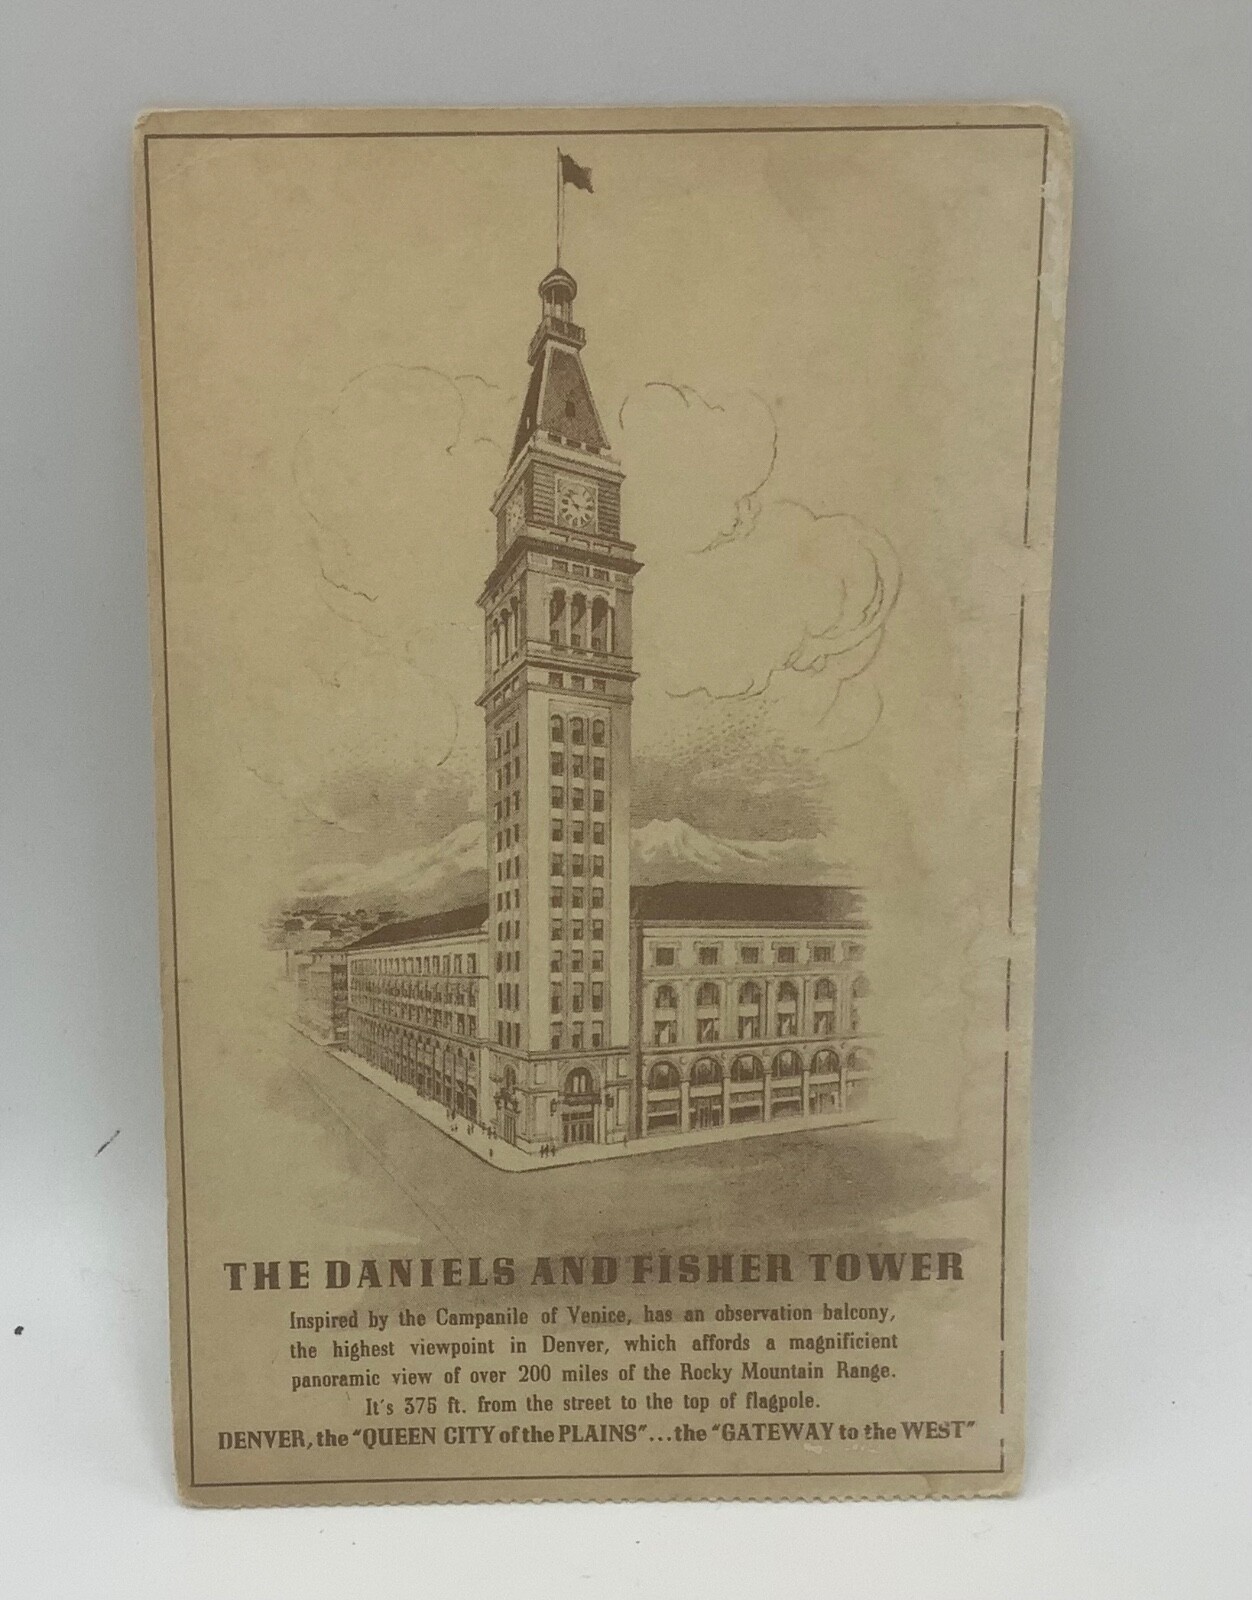 THE DANIELS AND FISHER TOWER
Inspired by the Campanile of Venice, has an observation balcony,
the highest viewpoint in Denver, which affords a magnificient
panoramic view of over 200 miles of the Rocky Mountain Range.
It's 375 ft. from the street to the top of flagpole.
DENVER, the "QUEEN CITY of the PLAINS"...the "GATEWAY to the WEST"